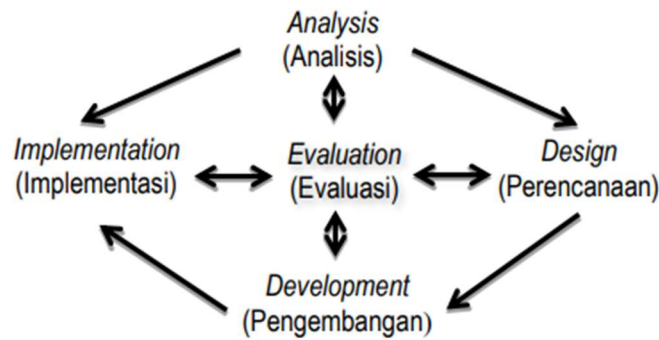 Analysis
(Analisis)
Implementation
(Implementasi)
Evaluation
(Evaluasi)
Design
(Perencanaan)
Development
(Pengembangan)